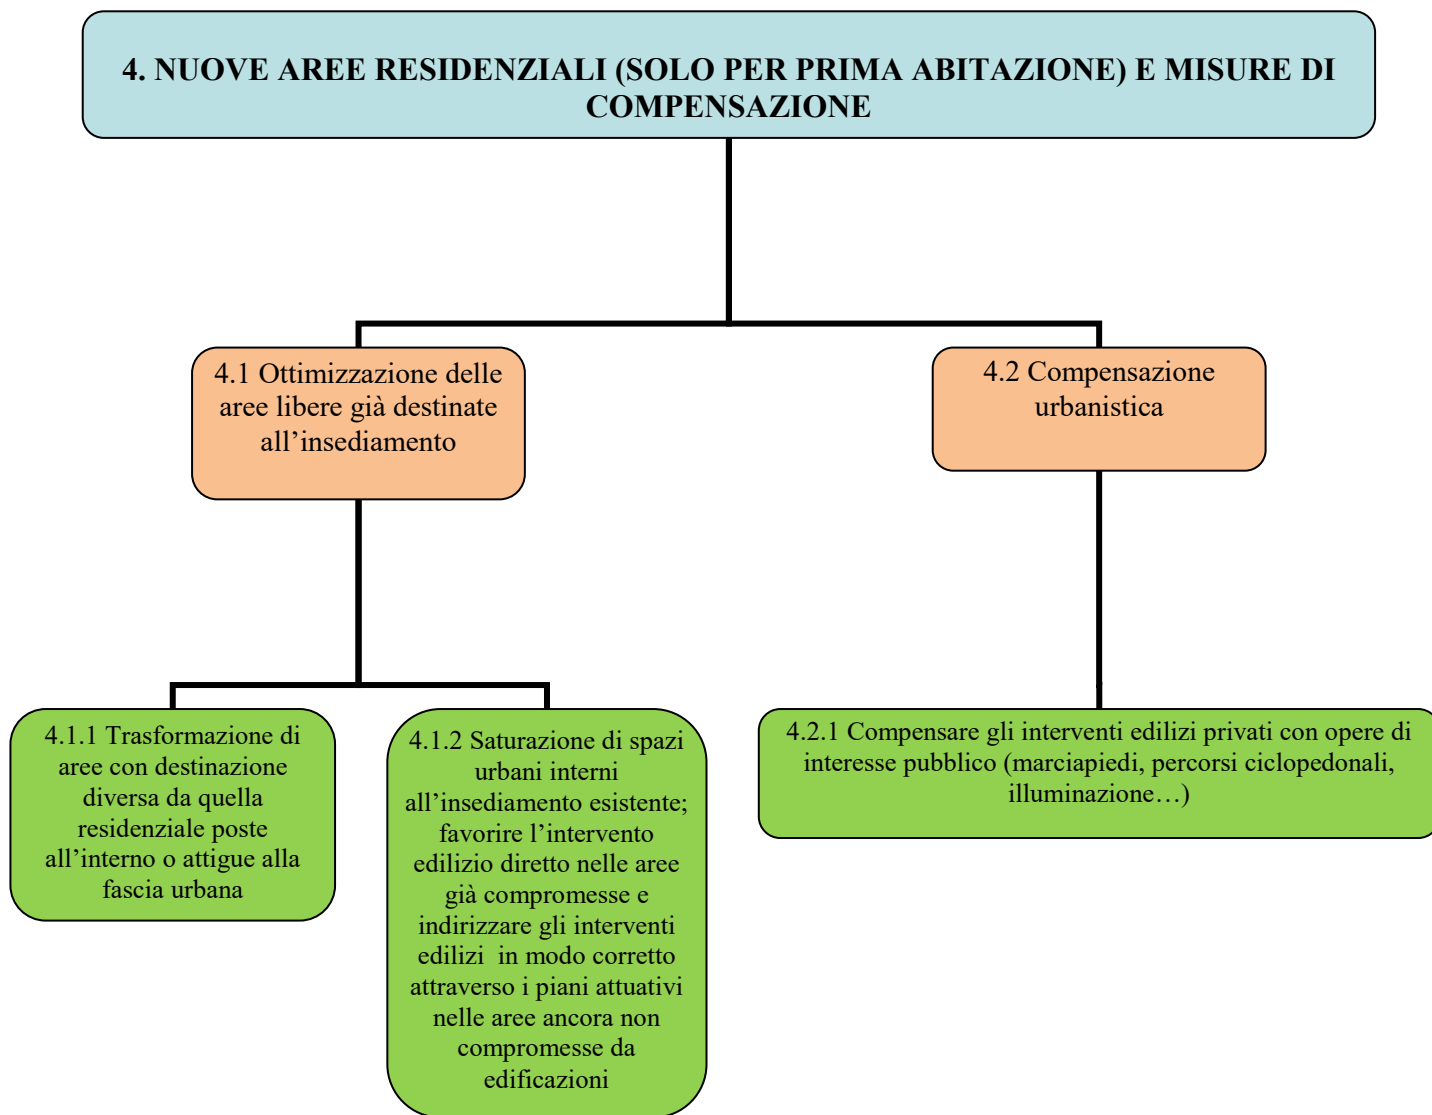 4. NUOVE AREE RESIDENZIALI (SOLO PER PRIMA ABITAZIONE) E MISURE DI
COMPENSAZIONE
4.1 Ottimizzazione delle
aree libere già destinate
all’insediamento
4.2 Compensazione
urbanistica
4.1.1 Trasformazione di
aree con destinazione
diversa da quella
residenziale poste
all’interno o attigue alla
fascia urbana
4.1.2 Saturazione di spazi
urbani interni
all’insediamento esistente;
favorire l’intervento
edilizio diretto nelle aree
già compromesse e
indirizzare gli interventi
edilizi  in modo corretto
attraverso i piani attuativi
nelle aree ancora non
compromesse da
edificazioni
4.2.1 Compensare gli interventi edilizi privati con opere di
interesse pubblico (marciapiedi, percorsi ciclopedonali,
illuminazione…)